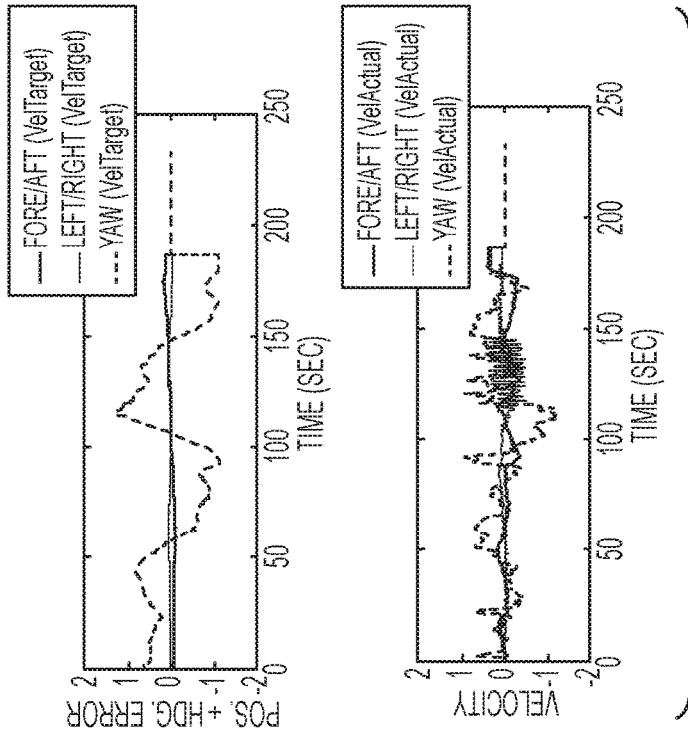 FORE/AFT (VelTarget)
LEFT/RIGHT (VelTarget)
YAW (VelTarget)
POS. + HDG. ERROR
2
1
0
-1
-2
0
50
100
150
200
250
TIME (SEC)
FORE/AFT (VelActual)
LEFT/RIGHT (VelActual)
YAW (VelActual)
VELOCITY
2
1
0
-1
-2
0
50
100
150
200
250
TIME (SEC)